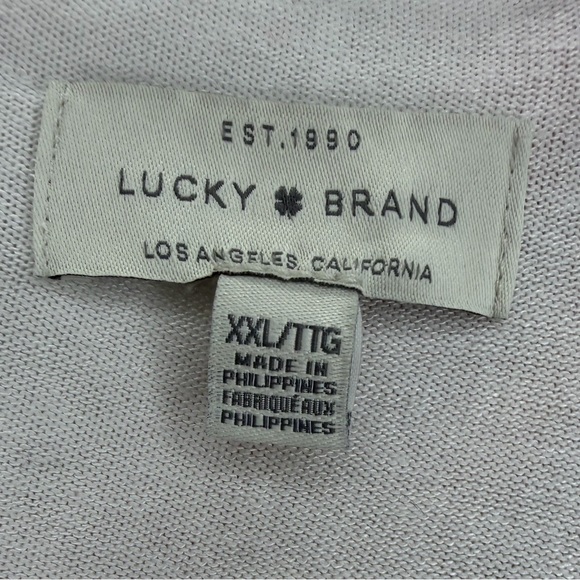 EST.1990
LUCKY BRAND
LOS ANGELES, CALIFORNIA
XXL/TTG
MADE IN
PHILIPPINES
FABRIQUÉ AUX
PHILIPPINES